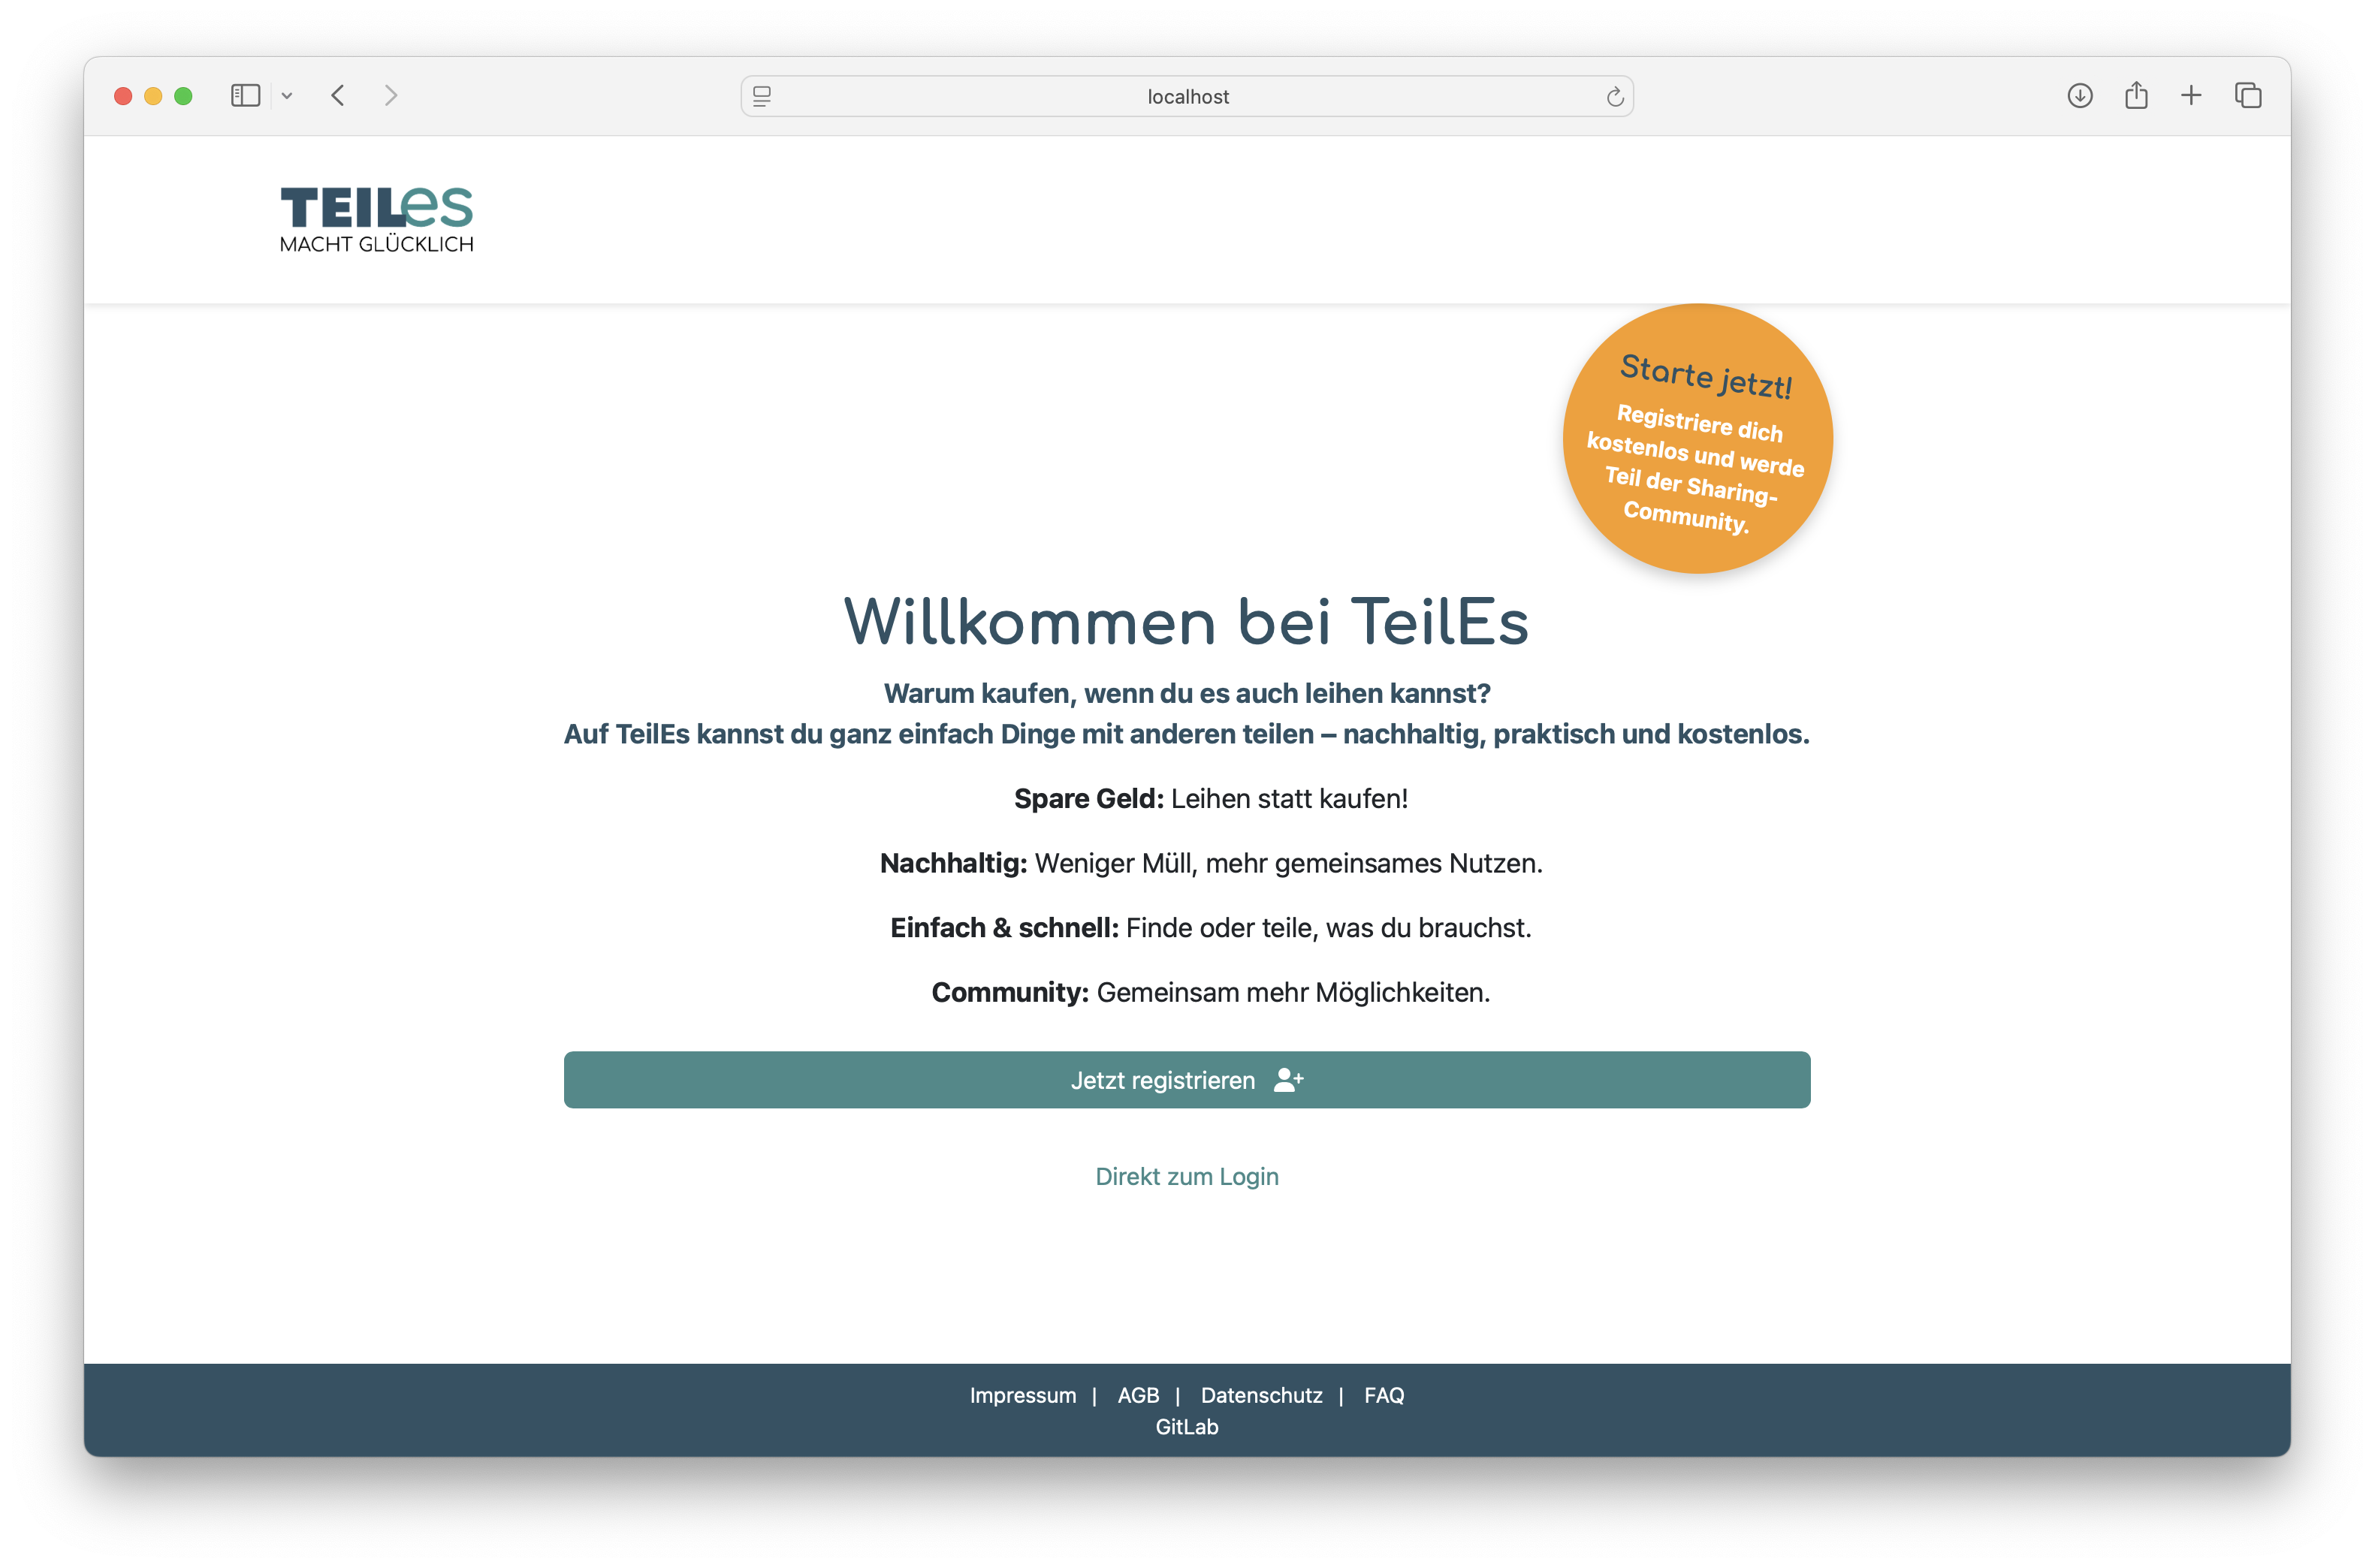 localhost
TEILes
MACHT GLÜCKLICH
Starte jetzt!
Registriere dich
kostenlos und werde
Teil der Sharing-
Community.
Willkommen bei TeilEs
Warum kaufen, wenn du es auch leihen kannst?
Auf TeilEs kannst du ganz einfach Dinge mit anderen teilen – nachhaltig, praktisch und kostenlos.
Spare Geld: Leihen statt kaufen!
Nachhaltig: Weniger Müll, mehr gemeinsames Nutzen.
Einfach & schnell: Finde oder teile, was du brauchst.
Community: Gemeinsam mehr Möglichkeiten.
Jetzt registrieren
Direkt zum Login
Impressum | AGB | Datenschutz | FAQ
GitLab